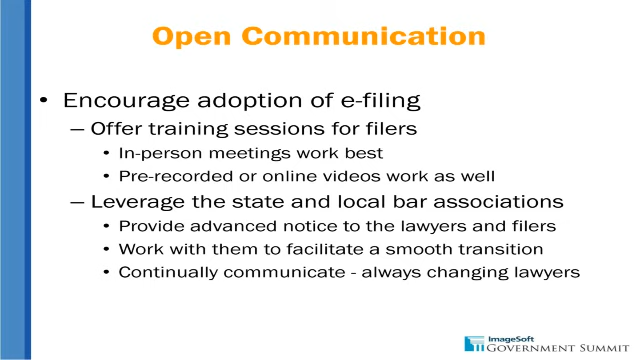 Open Communication
• Encourage adoption of e-filing
– Offer training sessions for filers
• In-person meetings work best
• Pre-recorded or online videos work as well
– Leverage the state and local bar associations
• Provide advanced notice to the lawyers and filers
• Work with them to facilitate a smooth transition
• Continually communicate - always changing lawyers
ImageSoft
GOVERNMENT SUMMIT